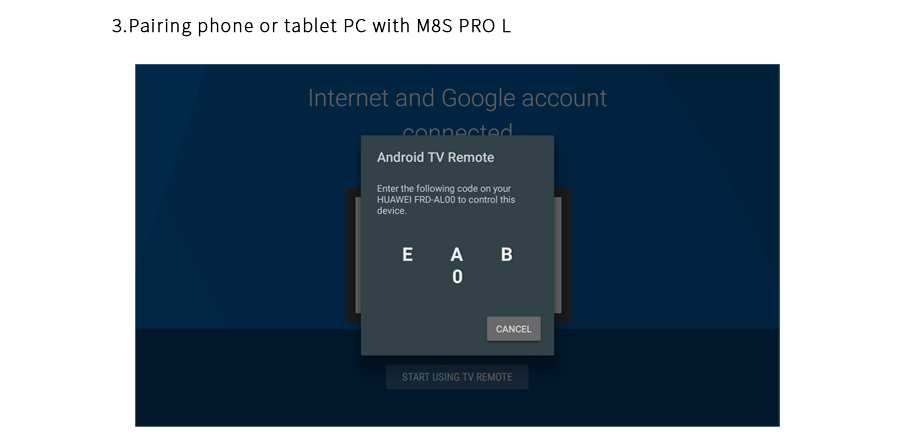 3.Pairing phone or tablet PC with M8S PRO L
Internet and Google account
connected
Android TV Remote
Enter the following code on your
HUAWEI FRD-AL00 to control this
device.
E A B
0
CANCEL
START USING TV REMOTE